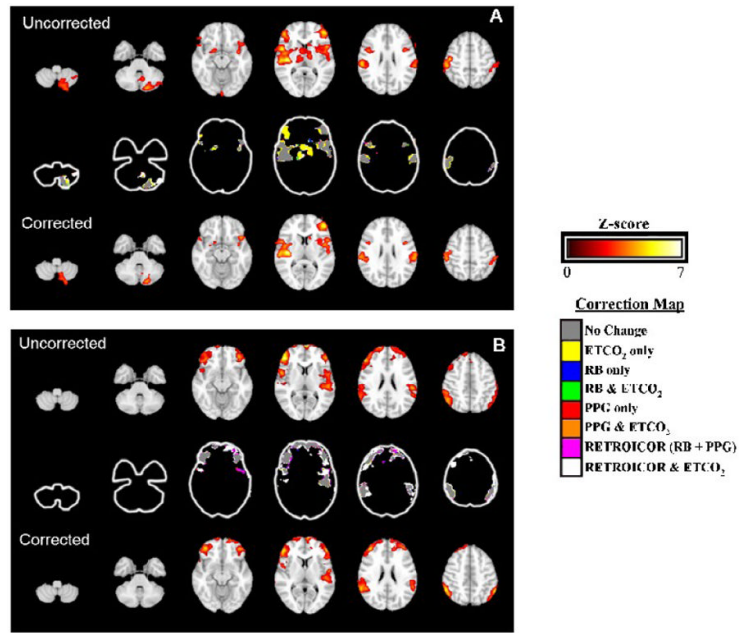 Uncorrected
A
Corrected
Z-score
0
7
Correction Map
No Change
ETCO₂ only
RB only
RB & ETCO₂
PPG only
PPG & ETCO₂
RETROICOR (RB + PPG)
RETROICOR & ETCO₂
Uncorrected
B
Corrected